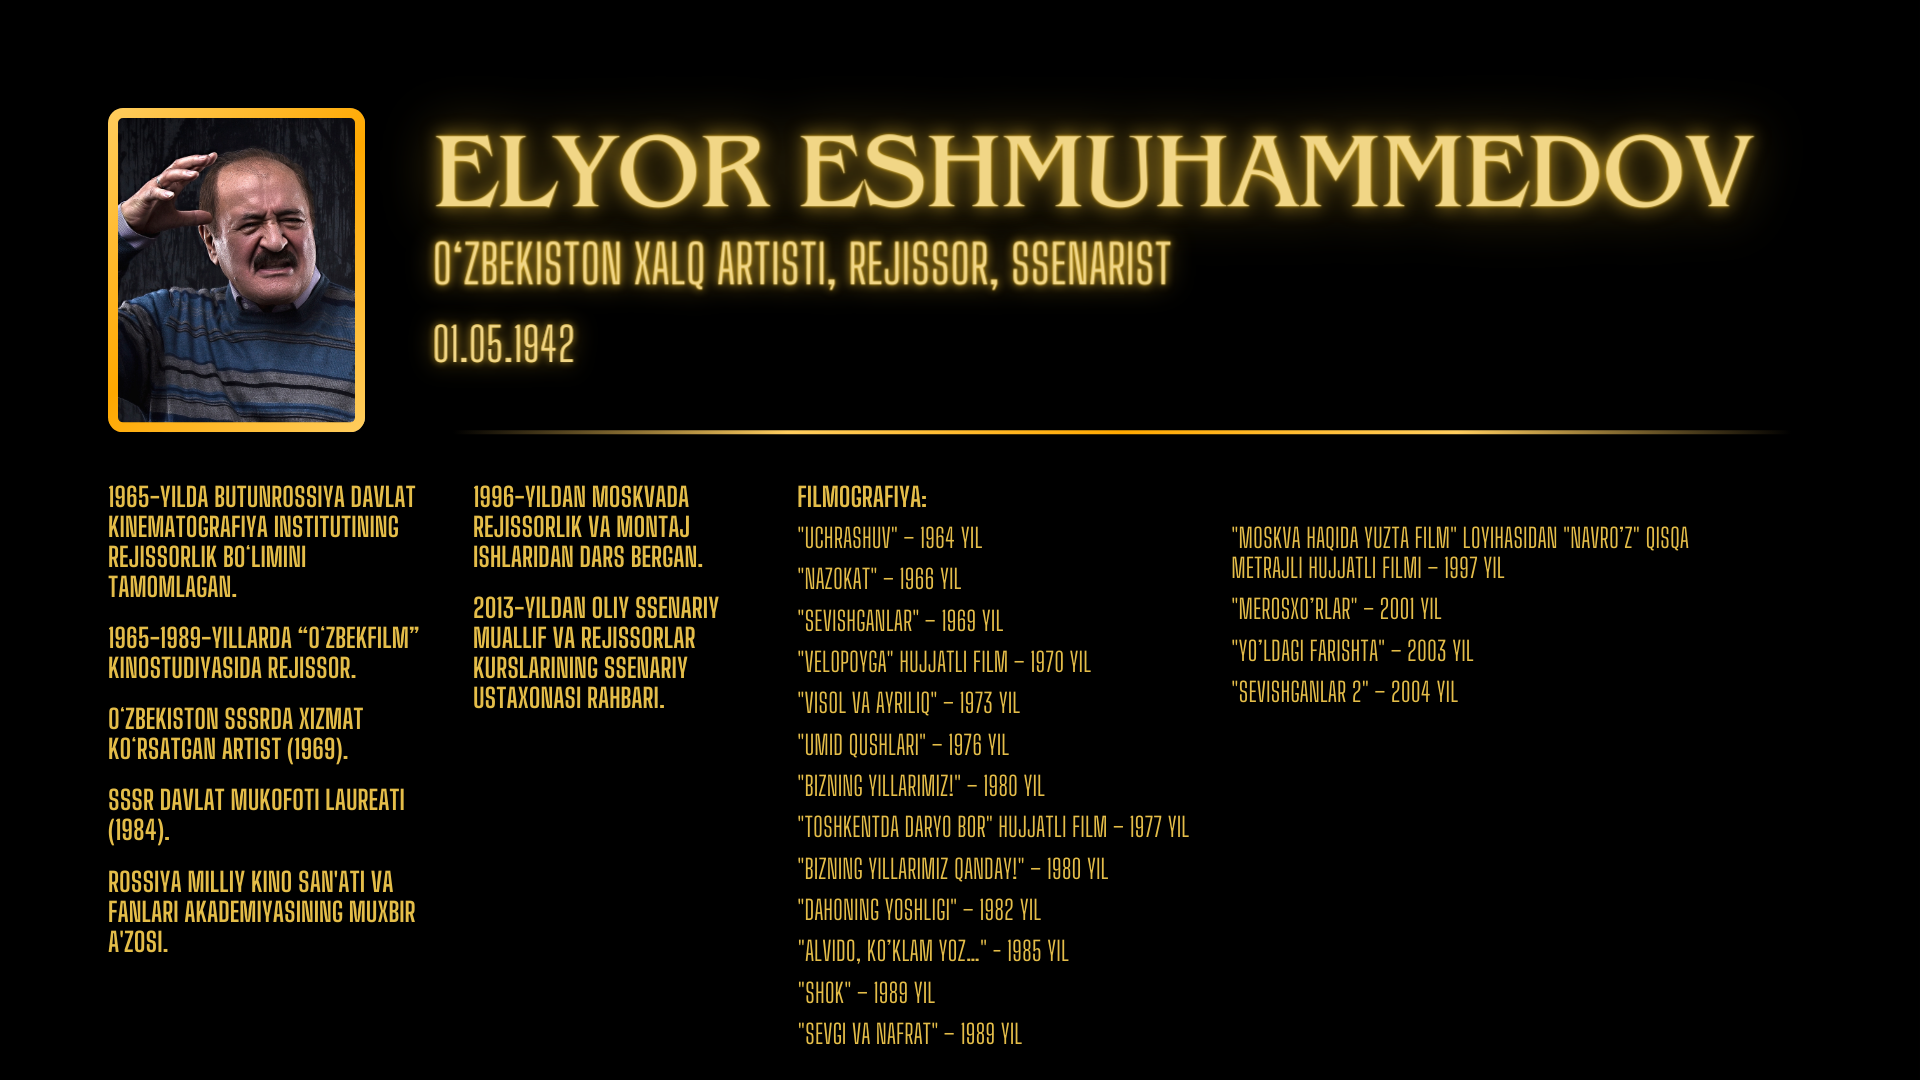 ELYOR ESHMUHAMMEDOV
O‘ZBEKISTON XALQ ARTISTI, REJISSOR, SSENARIST
01.05.1942
1965-YILDA BUTUNROSSIYA DAVLAT
KINEMATOGRAFIYA INSTITUTINING
REJISSORLIK BO‘LIMINI
TAMOMLAGAN.
1965-1989-YILLARDA “O‘ZBEKFILM”
KINOSTUDIYASIDA REJISSOR.
O‘ZBEKISTON SSSRDA XIZMAT
KO‘RSATGAN ARTIST (1969).
SSSR DAVLAT MUKOFOTI LAUREATI
(1984).
ROSSIYA MILLIY KINO SAN'ATI VA
FANLARI AKADEMIYASINING MUXBIR
A'ZOSI.
1996-YILDAN MOSKVADA
REJISSORLIK VA MONTAJ
ISHLARIDAN DARS BERGAN.
2013-YILDAN OLIY SSENARIY
MUALLIF VA REJISSORLAR
KURSLARINING SSENARIY
USTAXONASI RAHBARI.
FILMOGRAFIYA:
"UCHRASHUV" – 1964 YIL
"NAZOKAT" – 1966 YIL
"SEVISHGANLAR" – 1969 YIL
"VELOPOYGA" HUJJATLI FILM – 1970 YIL
"VISOL VA AYRILIQ" – 1973 YIL
"UMID QUSHLARI" – 1976 YIL
"BIZNING YILLARIMIZ!" – 1980 YIL
"TOSHKENTDA DARYO BOR" HUJJATLI FILM – 1977 YIL
"BIZNING YILLARIMIZ QANDAY!" – 1980 YIL
"DAHONING YOSHLIGI" – 1982 YIL
"ALVIDO, KO’KLAM YOZ…" - 1985 YIL
"SHOK" – 1989 YIL
"SEVGI VA NAFRAT" – 1989 YIL
"MOSKVA HAQIDA YUZTA FILM" LOYIHASIDAN "NAVRO’Z" QISQA
METRAJLI HUJJATLI FILMI – 1997 YIL
"MEROSXO’RLAR" – 2001 YIL
"YO’LDAGI FARISHTA" – 2003 YIL
"SEVISHGANLAR 2" – 2004 YIL